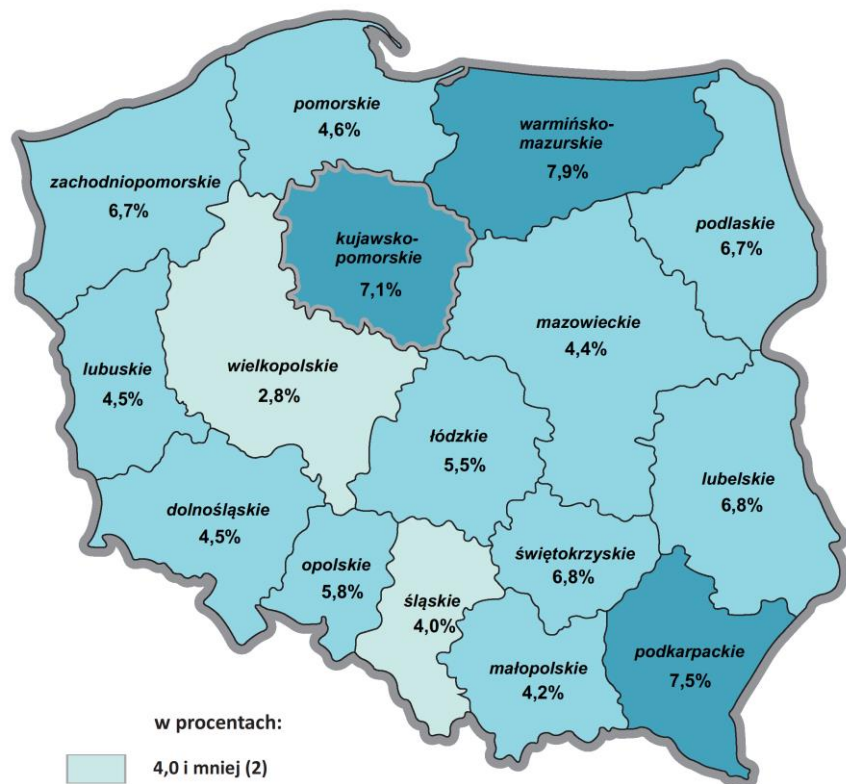 pomorskie
4,6%
warmińsko-
mazurskie
7,9%
zachodniopomorskie
6,7%
podlaskie
6,7%
kujawsko-
pomorskie
7,1%
mazowieckie
4,4%
lubuskie
4,5%
wielkopolskie
2,8%
łódzkie
5,5%
lubelskie
6,8%
dolnośląskie
4,5%
opolskie
5,8%
świętokrzyskie
6,8%
śląskie
4,0%
małopolskie
4,2%
podkarpackie
7,5%
w procentach:
4,0 i mniej (2)